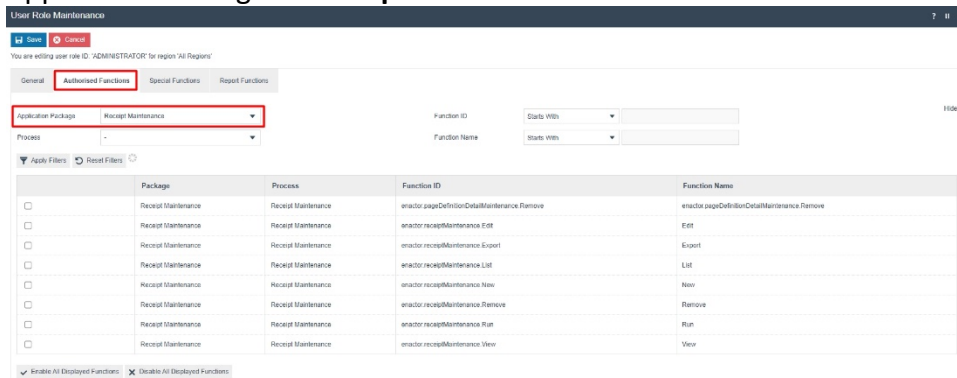 User Role Maintenance ? II
Save Cancel
You are editing user role ID: 'ADMINISTRATOR' for region 'All Regions'
General Authorised Functions Special Functions Report Functions
Hide
Application Package Receipt Maintenance Function ID Starts With
Process - Function Name Starts With
Apply Filters Reset Filters
Package Process Function ID Function Name
Receipt Maintenance Receipt Maintenance enactor.pageDefinitionDetailMaintenance.Remove enactor.pageDefinitionDetailMaintenance.Remove
Receipt Maintenance Receipt Maintenance enactor.receiptMaintenance.Edit Edit
Receipt Maintenance Receipt Maintenance enactor.receiptMaintenance.Export Export
Receipt Maintenance Receipt Maintenance enactor.receiptMaintenance.List List
Receipt Maintenance Receipt Maintenance enactor.receiptMaintenance.New New
Receipt Maintenance Receipt Maintenance enactor.receiptMaintenance.Remove Remove
Receipt Maintenance Receipt Maintenance enactor.receiptMaintenance.Run Run
Receipt Maintenance Receipt Maintenance enactor.receiptMaintenance.View View
Enable All Displayed Functions Disable All Displayed Functions